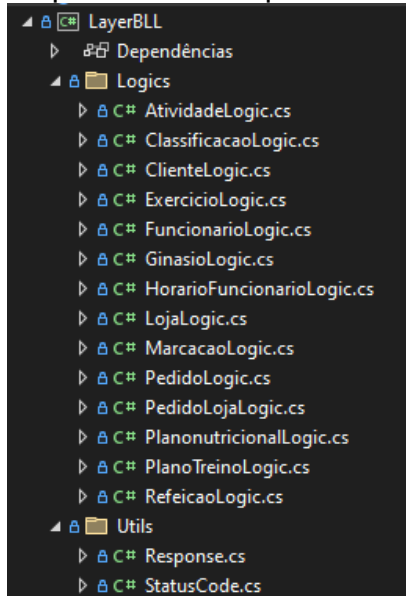 C# LayerBLL
Dependências
Logics
C# AtividadeLogic.cs
C# ClassificacaoLogic.cs
C# ClienteLogic.cs
C# ExercicioLogic.cs
C# FuncionarioLogic.cs
C# GinasioLogic.cs
C# HorarioFuncionarioLogic.cs
C# LojaLogic.cs
C# MarcacaoLogic.cs
C# PedidoLogic.cs
C# PedidoLojaLogic.cs
C# PlanonutricionalLogic.cs
C# PlanoTreinoLogic.cs
C# RefeicaoLogic.cs
Utils
C# Response.cs
C# StatusCode.cs